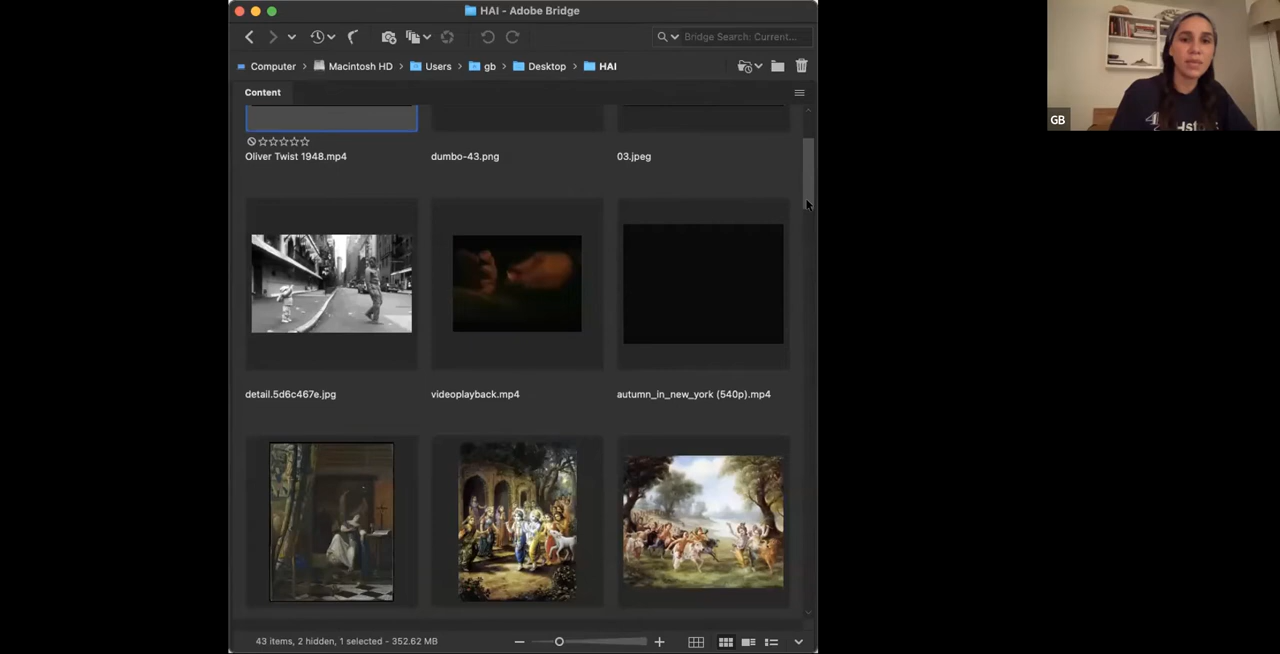 HAI - Adobe Bridge
Bridge Search: Current...
Computer > Macintosh HD > Users > gb > Desktop > HAI
Content
Oliver Twist 1948.mp4
dumbo-43.png
03.jpeg
detail.5d6c467e.jpg
videoplayback.mp4
autumn_in_new_york (540p).mp4
43 items, 2 hidden, 1 selected - 352.62 MB
GB